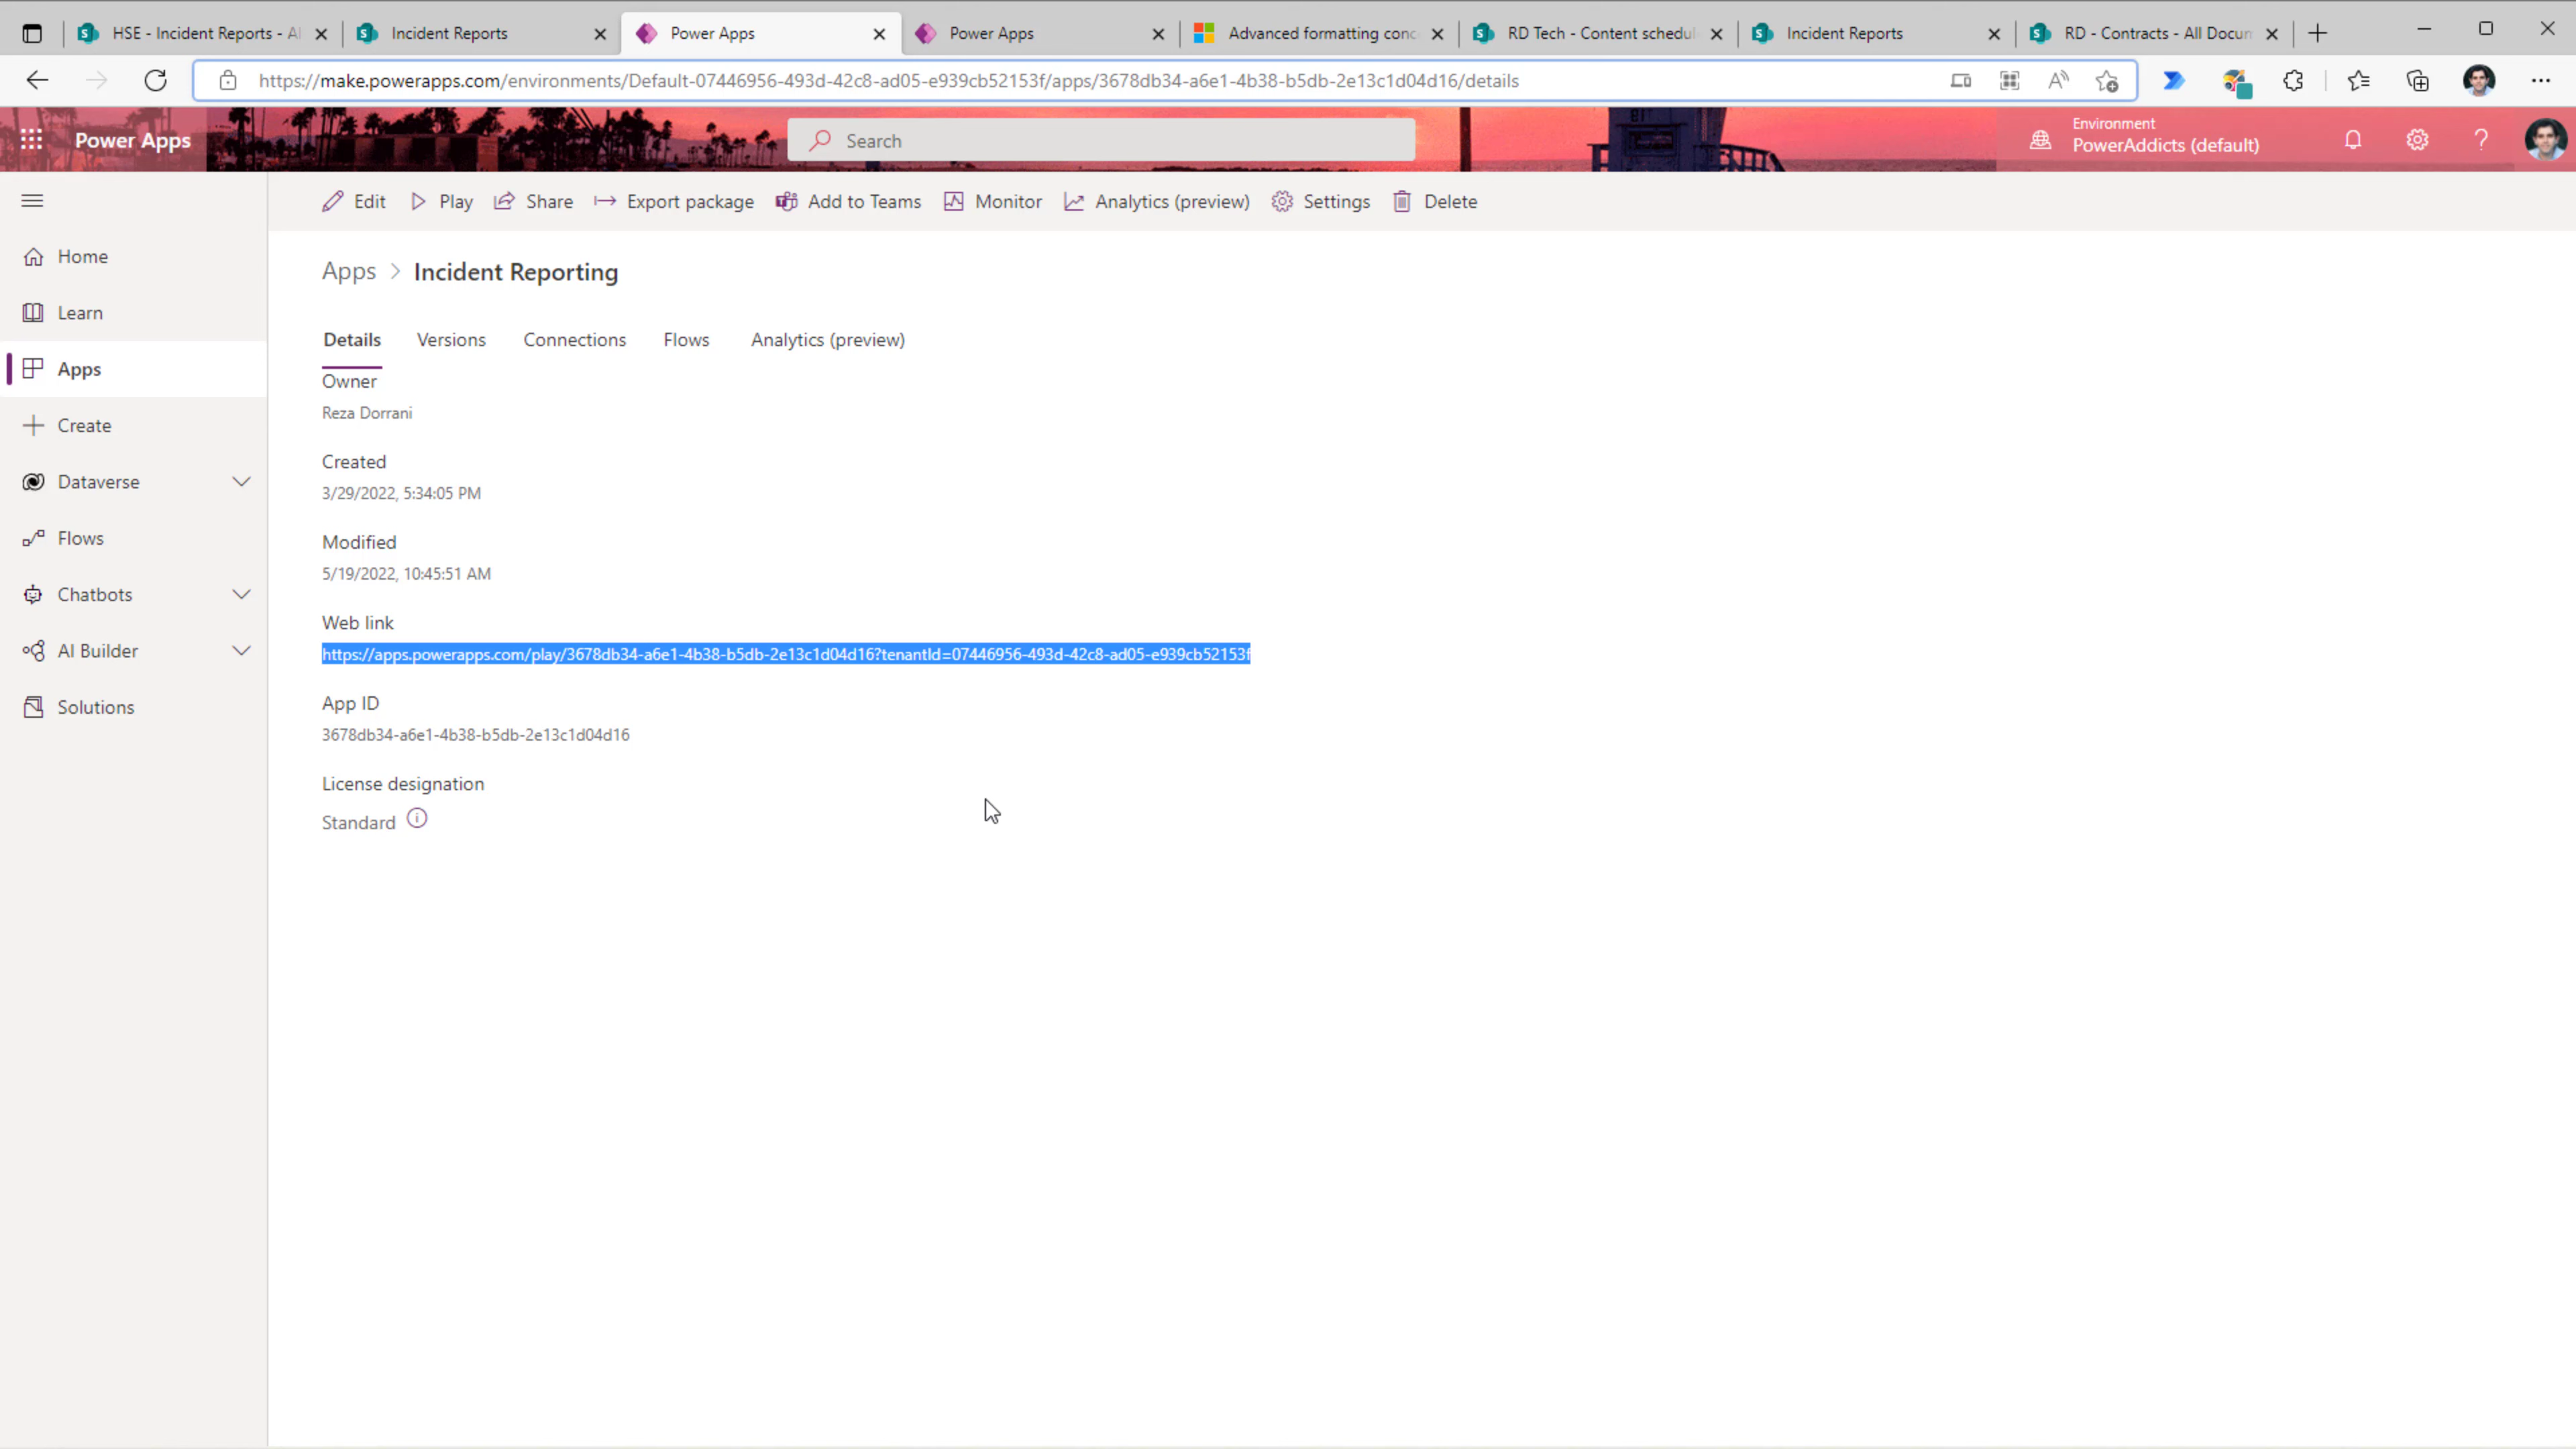 HSE - Incident Reports - Al
Incident Reports
Power Apps
Power Apps
Advanced formatting conc
RD Tech - Content schedul
Incident Reports
RD - Contracts - All Docun
https://make.powerapps.com/environments/Default-07446956-493d-42c8-ad05-e939cb52153f/apps/3678db34-a6e1-4b38-b5db-2e13c1d04d16/details
Power Apps
Search
Environment
PowerAddicts (default)
Edit Play Share Export package Add to Teams Monitor Analytics (preview) Settings Delete
Home
Learn
Apps
Create
Dataverse
Flows
Chatbots
AI Builder
Solutions
Apps > Incident Reporting
Details Versions Connections Flows Analytics (preview)
Owner
Reza Dorrani
Created
3/29/2022, 5:34:05 PM
Modified
5/19/2022, 10:45:51 AM
Web link
https://apps.powerapps.com/play/3678db34-a6e1-4b38-b5db-2e13c1d04d16?tenantId=07446956-493d-42c8-ad05-e939cb52153f
App ID
3678db34-a6e1-4b38-b5db-2e13c1d04d16
License designation
Standard